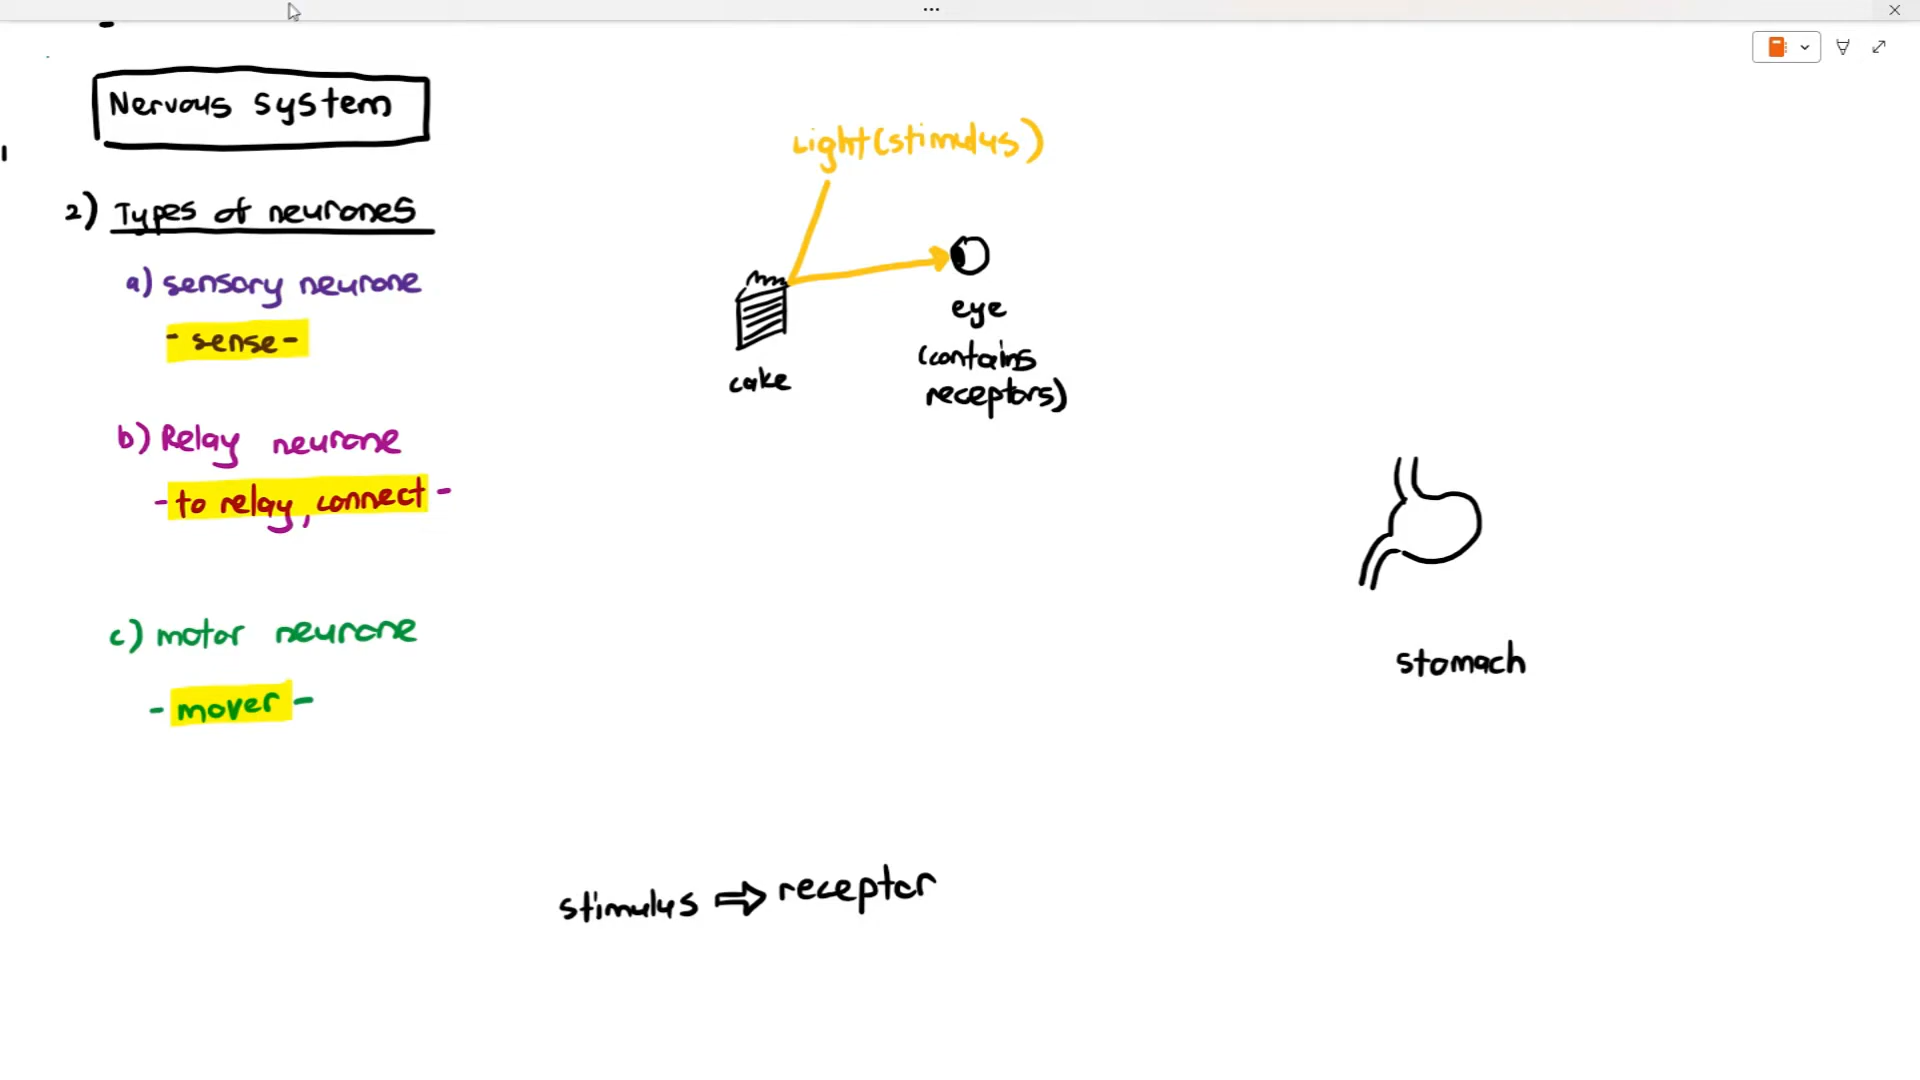 Nervous system
2) Types of neurones
a) sensory neurone
- sense -
b) Relay neurone
- to relay, connect -
c) motor neurone
- mover -
Light (stimulus)
eye
(contains
receptors)
cake
stomach
stimulus ⇒ receptor